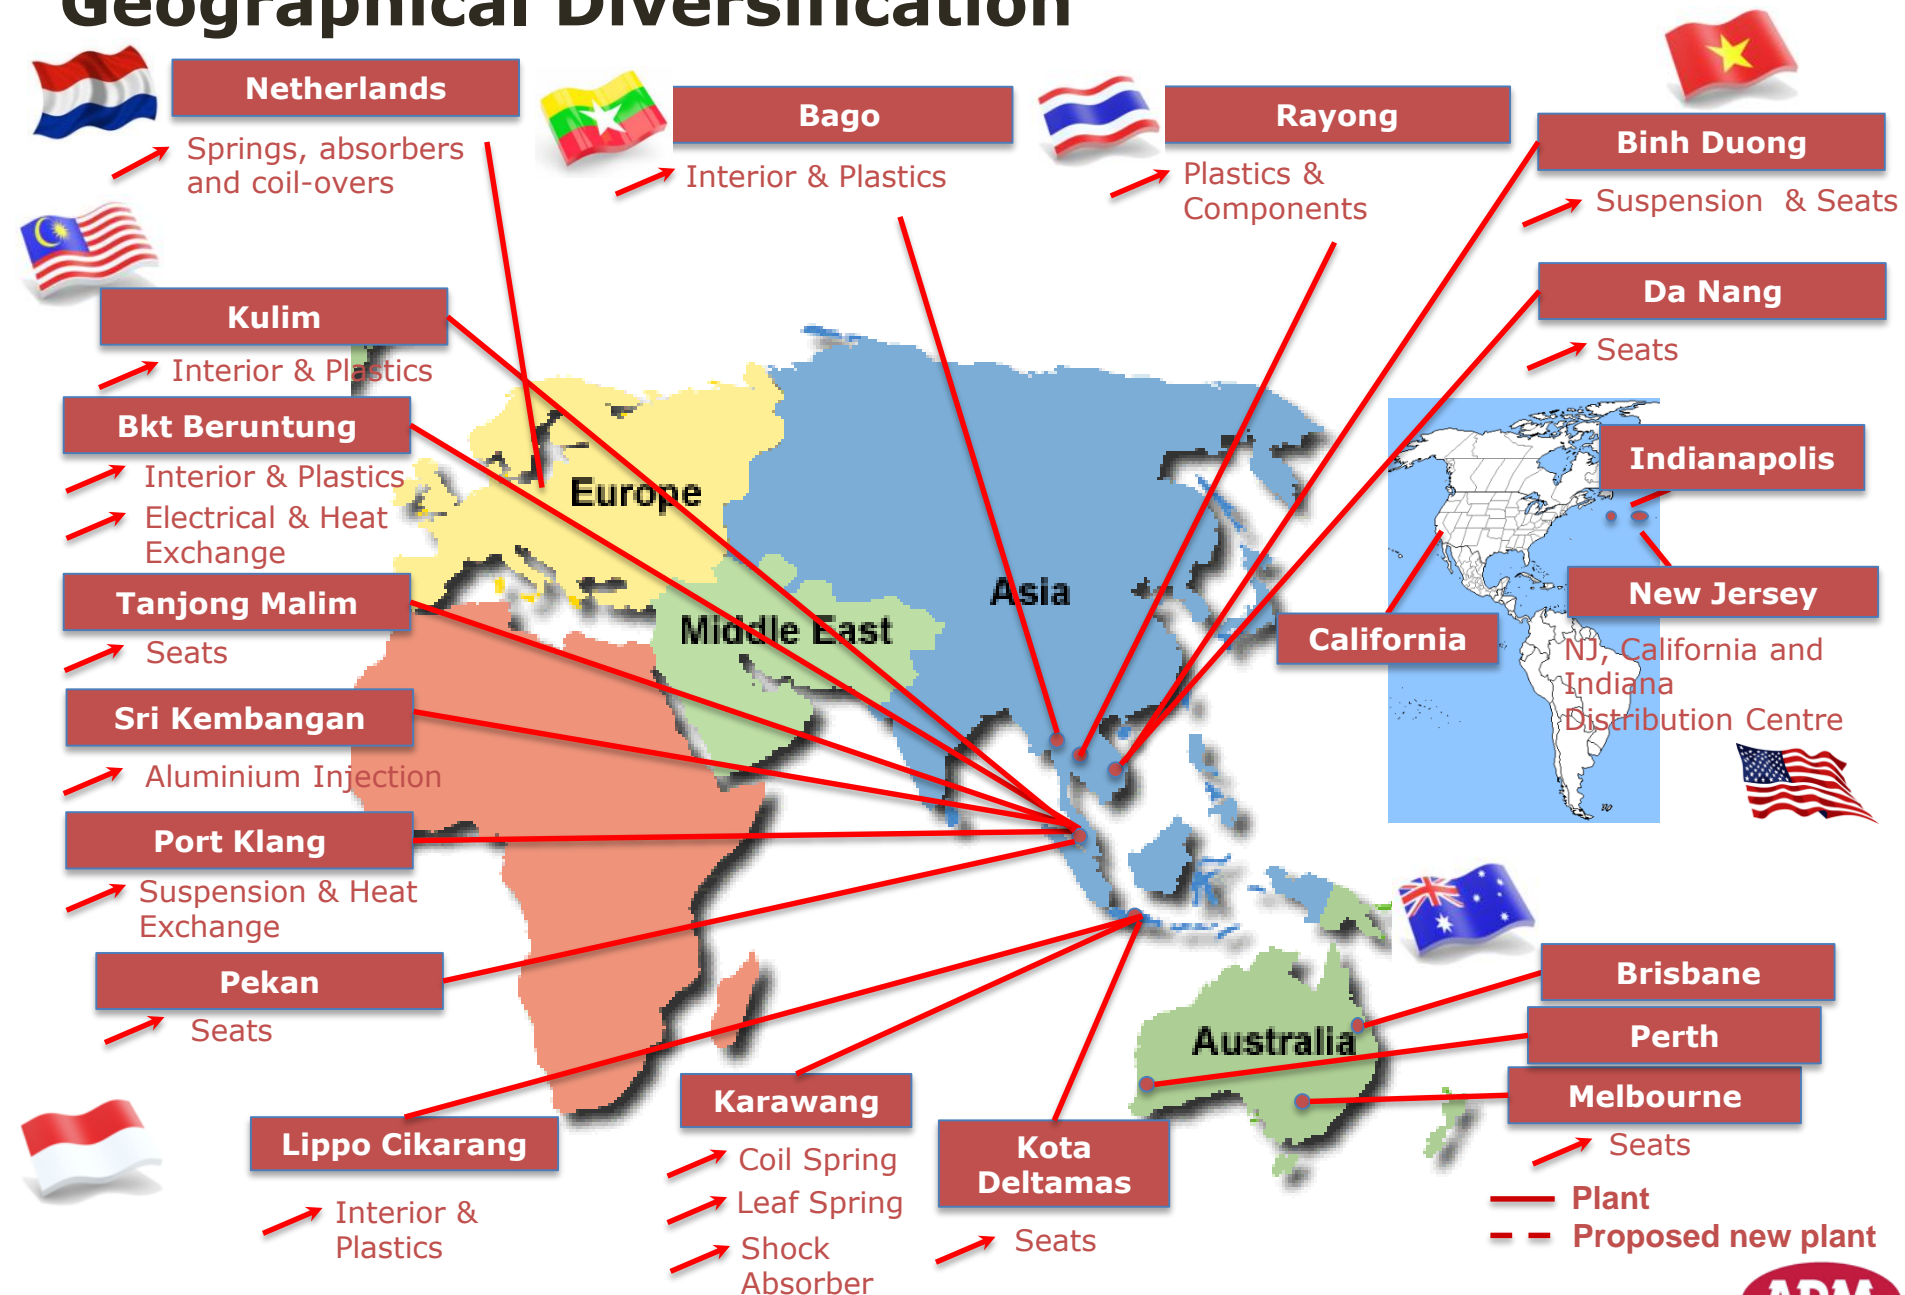 Geographical Diversification
Netherlands
Springs, absorbers
and coil-overs
Bago
Interior & Plastics
Rayong
Plastics &
Components
Binh Duong
Suspension & Seats
Da Nang
Seats
Kulim
Interior & Plastics
Bkt Beruntung
Interior & Plastics
Electrical & Heat
Exchange
Tanjong Malim
Seats
Sri Kembangan
Aluminium Injection
Port Klang
Suspension & Heat
Exchange
Pekan
Seats
Europe
Asia
Middle East
Australia
Indianapolis
New Jersey
California
NJ, California and
Indiana
Distribution Centre
Brisbane
Perth
Melbourne
Seats
Lippo Cikarang
Interior &
Plastics
Karawang
Coil Spring
Leaf Spring
Shock
Absorber
Kota
Deltamas
Seats
Plant
Proposed new plant
APM